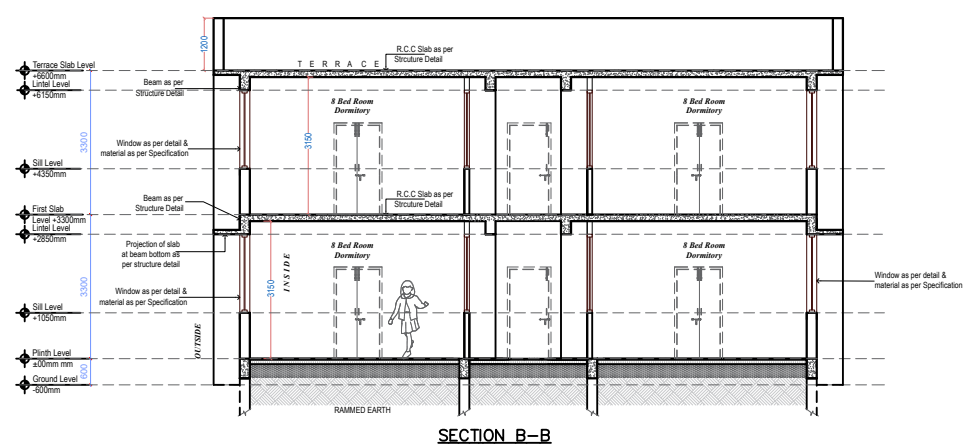 1200
R.C.C Slab as per
Strcuture Detail
T E R R A C E
Terrace Slab Level
+6600mm
Lintel Level
+6150mm
Beam as per
Structure Detail
8 Bed Room
Dormitory
8 Bed Room
Dormitory
3300
3150
Window as per detail &
material as per Specification
Sill Level
+4350mm
Beam as per
Structure Detail
R.C.C Slab as per
Strcuture Detail
First Slab
Level +3300mm
Lintel Level
+2850mm
Projection of slab
at beam bottom as
per structure detail
8 Bed Room
Dormitory
8 Bed Room
Dormitory
INSIDE
3300
3150
Window as per detail &
material as per Specification
Window as per detail &
material as per Specification
Sill Level
+1050mm
OUTSIDE
Plinth Level
±00mm mm
600
Ground Level
-600mm
RAMMED EARTH
SECTION B-B